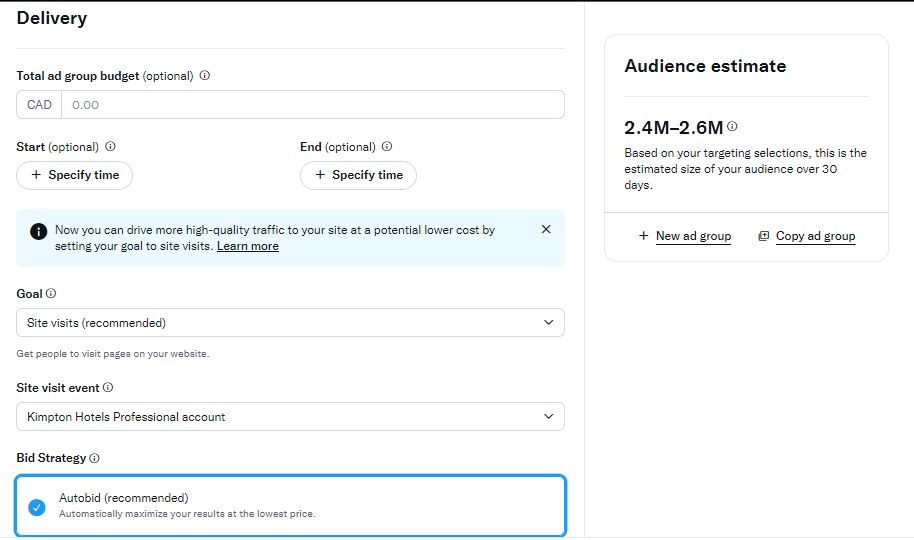 Delivery
Total ad group budget (optional)
CAD 0.00
Start (optional)
End (optional)
+ Specify time
+ Specify time
Now you can drive more high-quality traffic to your site at a potential lower cost by
setting your goal to site visits. Learn more
Goal
Site visits (recommended)
Get people to visit pages on your website.
Site visit event
Kimpton Hotels Professional account
Bid Strategy
Autobid (recommended)
Automatically maximize your results at the lowest price.
Audience estimate
2.4M–2.6M
Based on your targeting selections, this is the
estimated size of your audience over 30
days.
+ New ad group
Copy ad group